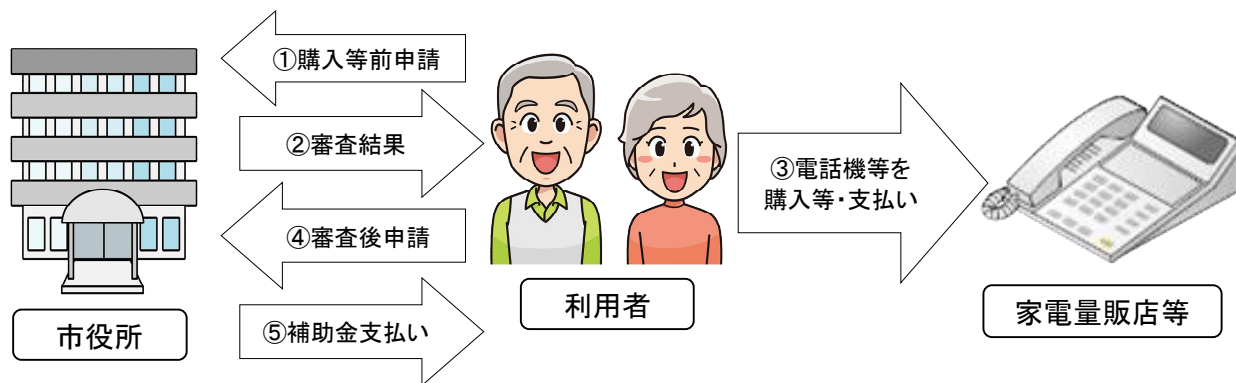 ①購入等前申請
②審査結果
③電話機等を
購入等・支払い
④審査後申請
⑤補助金支払い
市役所
利用者
家電量販店等